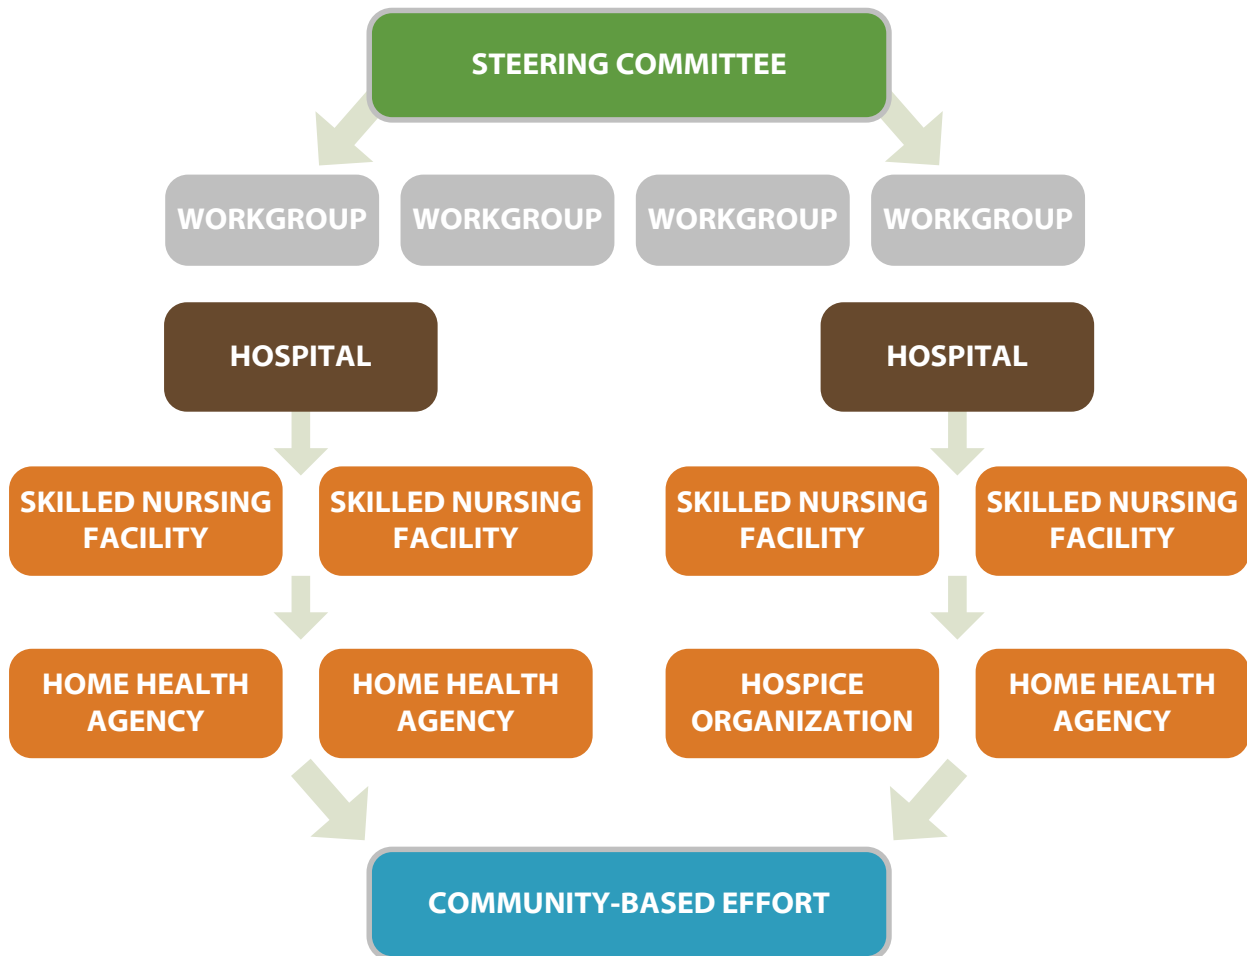 STEERING COMMITTEE
WORKGROUP
WORKGROUP
WORKGROUP
WORKGROUP
HOSPITAL
HOSPITAL
SKILLED NURSING
FACILITY
SKILLED NURSING
FACILITY
SKILLED NURSING
FACILITY
SKILLED NURSING
FACILITY
HOME HEALTH
AGENCY
HOME HEALTH
AGENCY
HOSPICE
ORGANIZATION
HOME HEALTH
AGENCY
COMMUNITY-BASED EFFORT